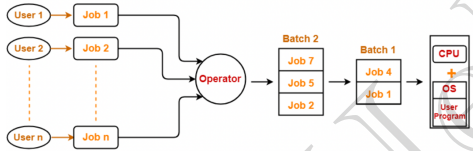 User 1
Job 1
User 2
Job 2
User n
Job n
Operator
Batch 2
Job 7
Job 5
Job 2
Batch 1
Job 4
Job 1
CPU
+
OS
User
Program